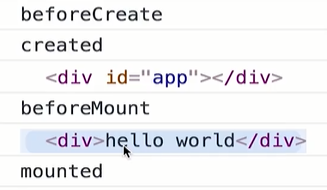 beforeCreate
created
<div id="app"></div>
beforeMount
<div>hello world</div>
mounted